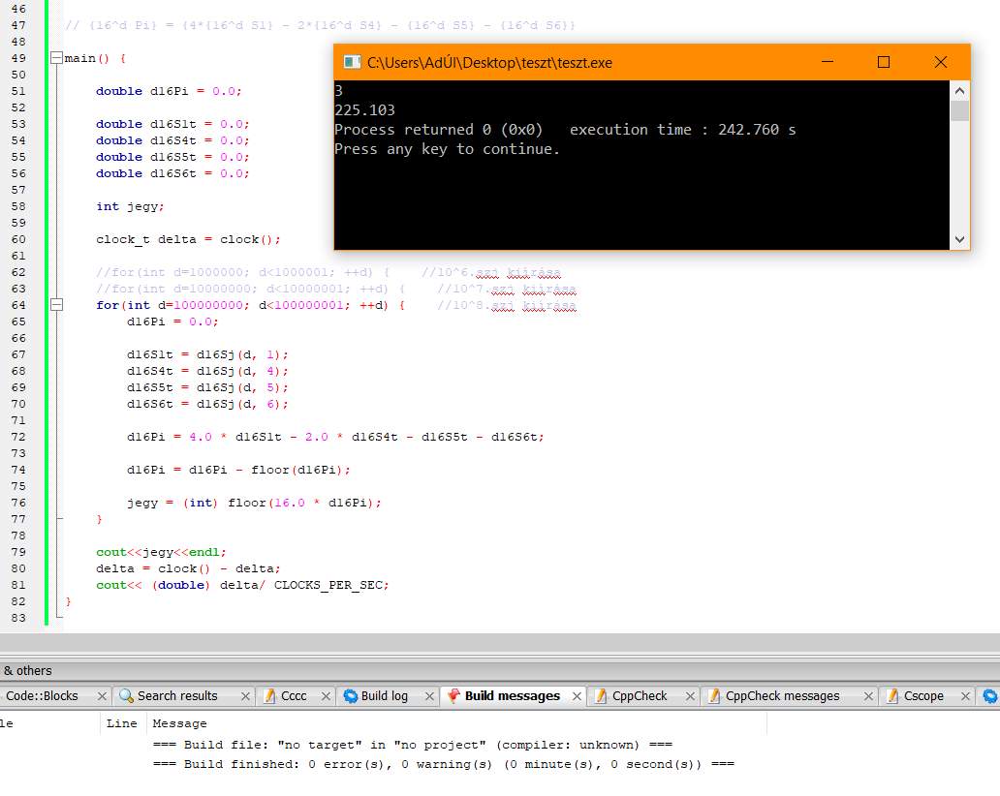 46
47 // {16^d Pi} = {4*{16^d S1} - 2*{16^d S4} - {16^d S5} - {16^d S6}}
48
49 main() {
50
51 double d16Pi = 0.0;
52
53 double d16S1t = 0.0;
54 double d16S4t = 0.0;
55 double d16S5t = 0.0;
56 double d16S6t = 0.0;
57
58 int jegy;
59
60 clock_t delta = clock();
61
62 //for(int d=1000000; d<1000001; ++d) { //10^6.szj kiírása
63 //for(int d=10000000; d<10000001; ++d) { //10^7.szj kiírása
64 for(int d=100000000; d<100000001; ++d) { //10^8.szj kiírása
65 d16Pi = 0.0;
66
67 d16S1t = d16Sj(d, 1);
68 d16S4t = d16Sj(d, 4);
69 d16S5t = d16Sj(d, 5);
70 d16S6t = d16Sj(d, 6);
71
72 d16Pi = 4.0 * d16S1t - 2.0 * d16S4t - d16S5t - d16S6t;
73
74 d16Pi = d16Pi - floor(d16Pi);
75
76 jegy = (int) floor(16.0 * d16Pi);
77 }
78
79 cout<<jegy<<endl;
80 delta = clock() - delta;
81 cout<< (double) delta/ CLOCKS_PER_SEC;
82 }
83
C:\Users\AdÚl\Desktop\teszt\teszt.exe
3
225.103
Process returned 0 (0x0) execution time : 242.760 s
Press any key to continue.
& others
Code::Blocks Search results Cccc Build log Build messages CppCheck CppCheck messages Cscope
le Line Message
=== Build file: "no target" in "no project" (compiler: unknown) ===
=== Build finished: 0 error(s), 0 warning(s) (0 minute(s), 0 second(s)) ===